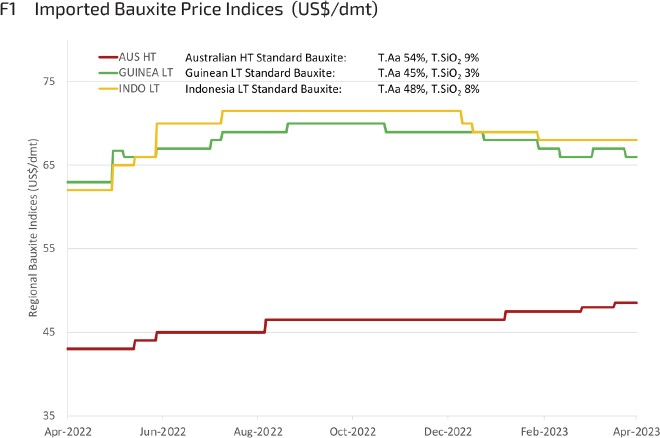 F1 Imported Bauxite Price Indices (US$/dmt)
AUS HT Australian HT Standard Bauxite: T.Aa 54%, T.SiO₂ 9%
GUINEA LT Guinean LT Standard Bauxite: T.Aa 45%, T.SiO₂ 3%
INDO LT Indonesia LT Standard Bauxite: T.Aa 48%, T.SiO₂ 8%
Regional Bauxite Indices (US$/dmt)
75
65
55
45
35
Apr-2022 Jun-2022 Aug-2022 Oct-2022 Dec-2022 Feb-2023 Apr-2023